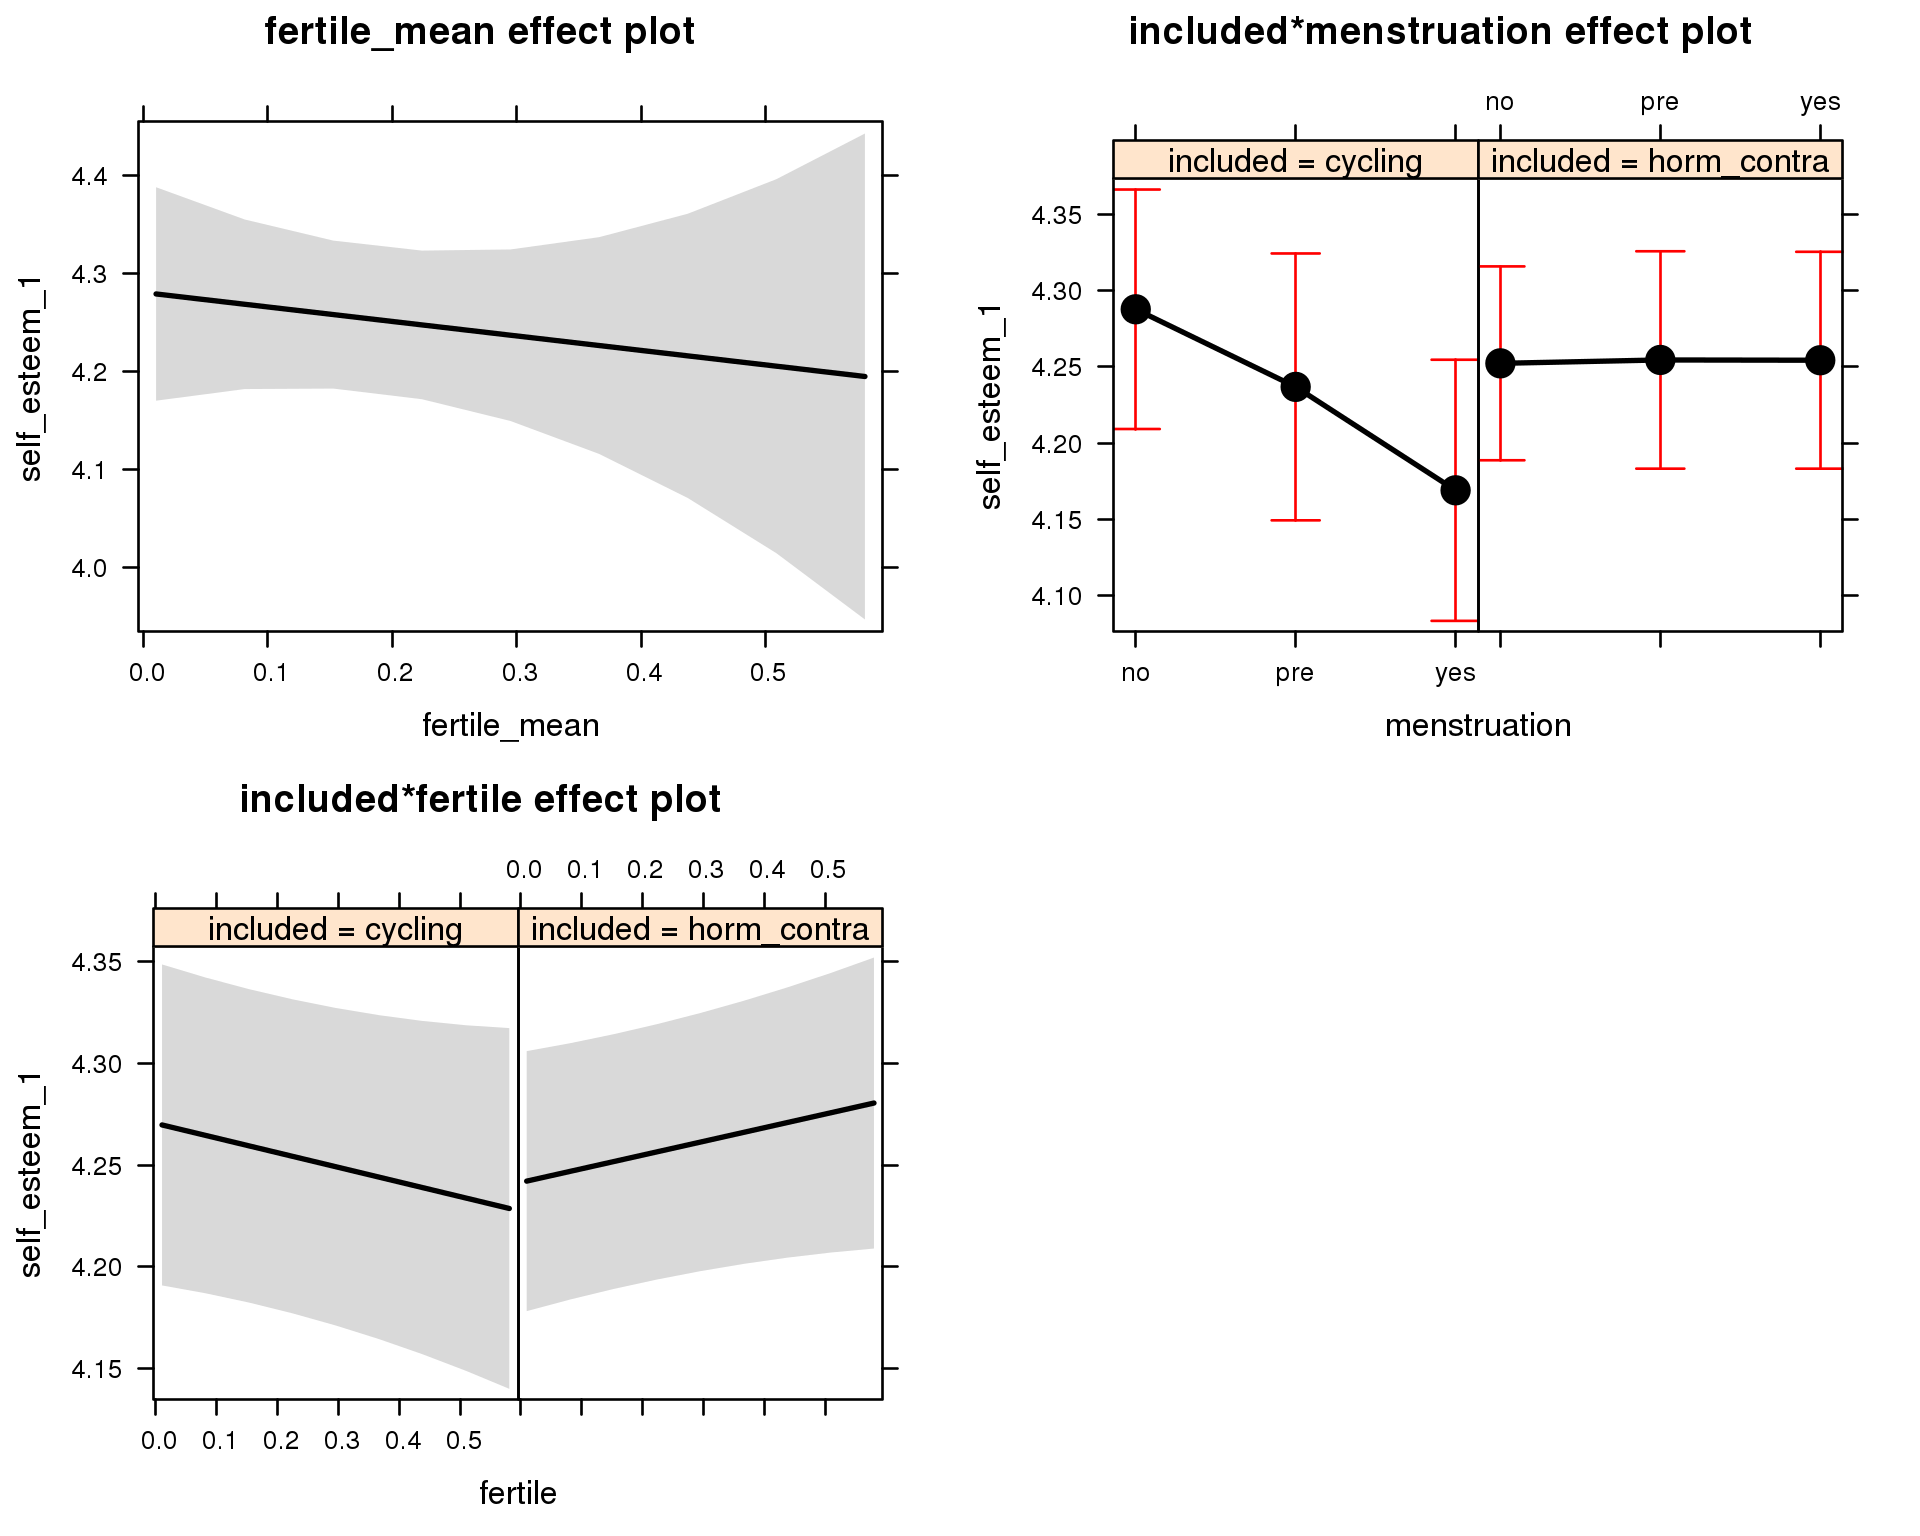 fertile_mean effect plot
self_esteem_1
4.4
4.3
4.2
4.1
4.0
0.0 0.1 0.2 0.3 0.4 0.5
fertile_mean
included*menstruation effect plot
no pre yes
included = cycling included = horm_contra
self_esteem_1
4.35
4.30
4.25
4.20
4.15
4.10
no pre yes
menstruation
included*fertile effect plot
0.0 0.1 0.2 0.3 0.4 0.5
included = cycling included = horm_contra
self_esteem_1
4.35
4.30
4.25
4.20
4.15
0.0 0.1 0.2 0.3 0.4 0.5
fertile